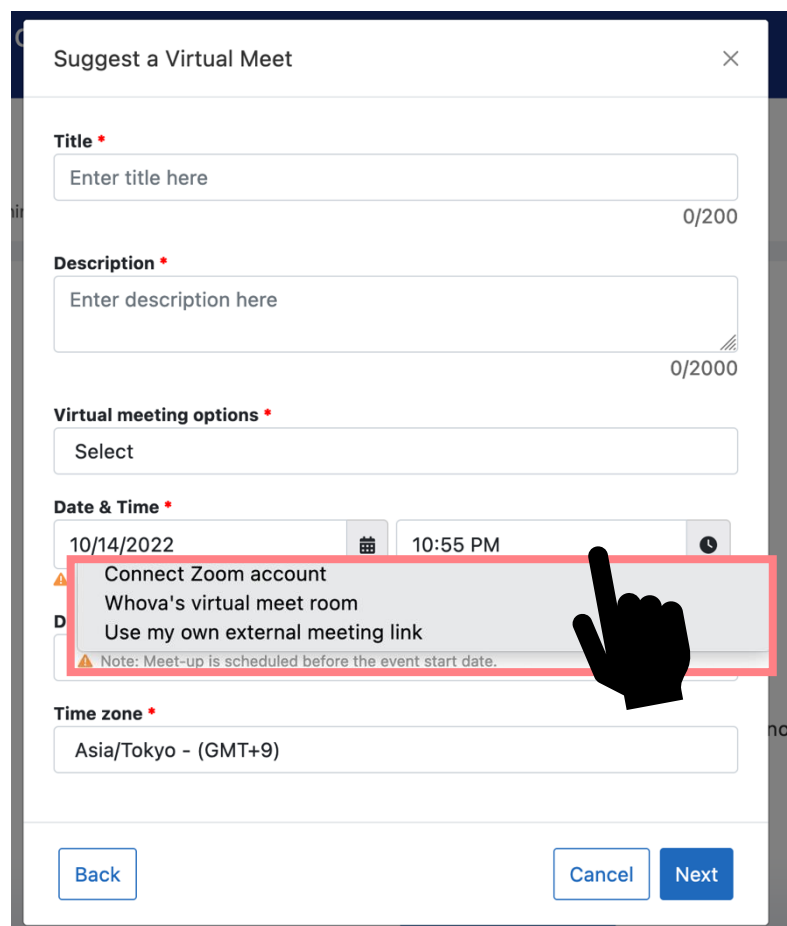 Suggest a Virtual Meet
Title *
Enter title here
0/200
Description *
Enter description here
0/2000
Virtual meeting options *
Select
Date & Time *
10/14/2022 10:55 PM
Connect Zoom account
Whova's virtual meet room
Use my own external meeting link
D
Note: Meet-up is scheduled before the event start date.
Time zone *
Asia/Tokyo - (GMT+9)
Back Cancel Next